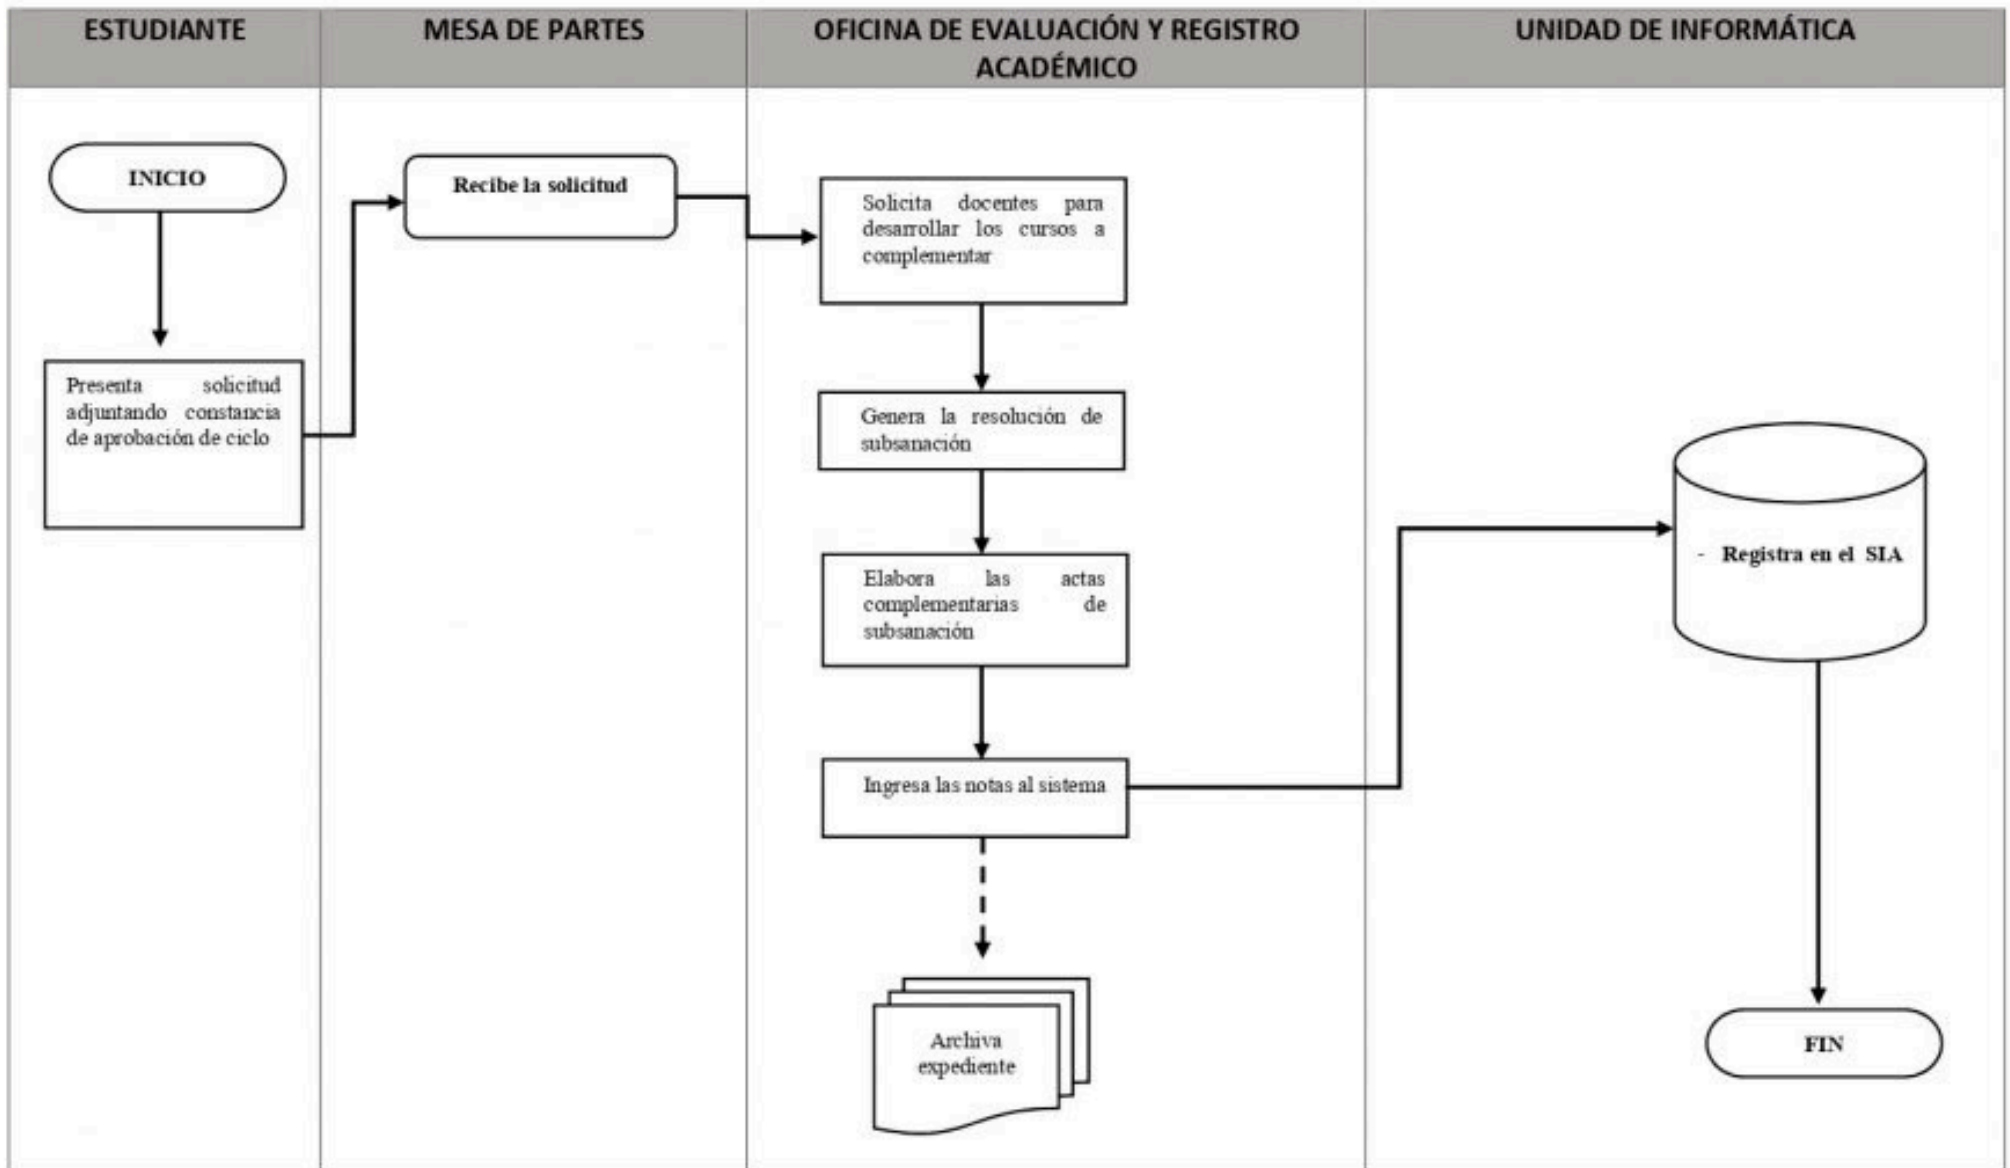 ESTUDIANTE
MESA DE PARTES
OFICINA DE EVALUACIÓN Y REGISTRO
ACADÉMICO
UNIDAD DE INFORMÁTICA
INICIO
Presenta solicitud
adjuntando constancia
de aprobación de ciclo
Recibe la solicitud
Solicita docentes para
desarrollar los cursos a
complementar
Genera la resolución de
subsanación
Elabora las actas
complementarias de
subsanación
Ingresa las notas al sistema
Archiva
expediente
- Registra en el SIA
FIN